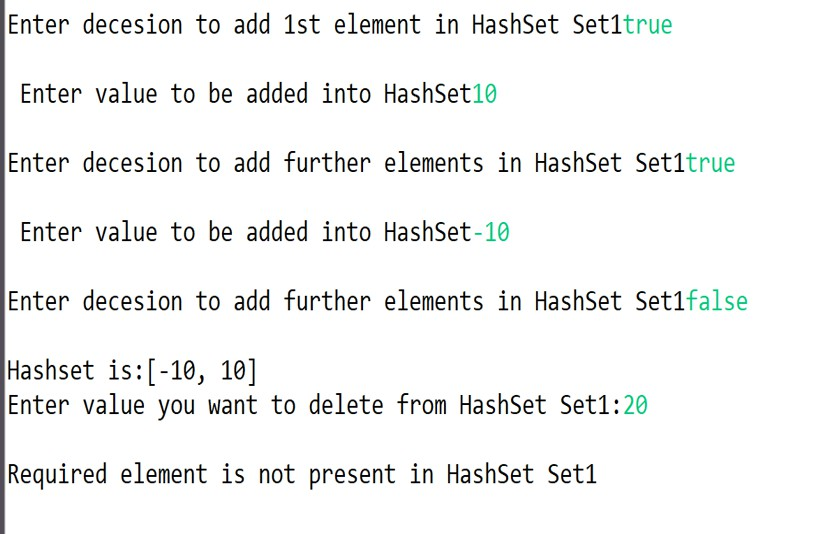 Enter decesion to add 1st element in HashSet Set1true
Enter value to be added into HashSet10
Enter decesion to add further elements in HashSet Set1true
Enter value to be added into HashSet-10
Enter decesion to add further elements in HashSet Set1false
Hashset is:[-10, 10]
Enter value you want to delete from HashSet Set1:20
Required element is not present in HashSet Set1